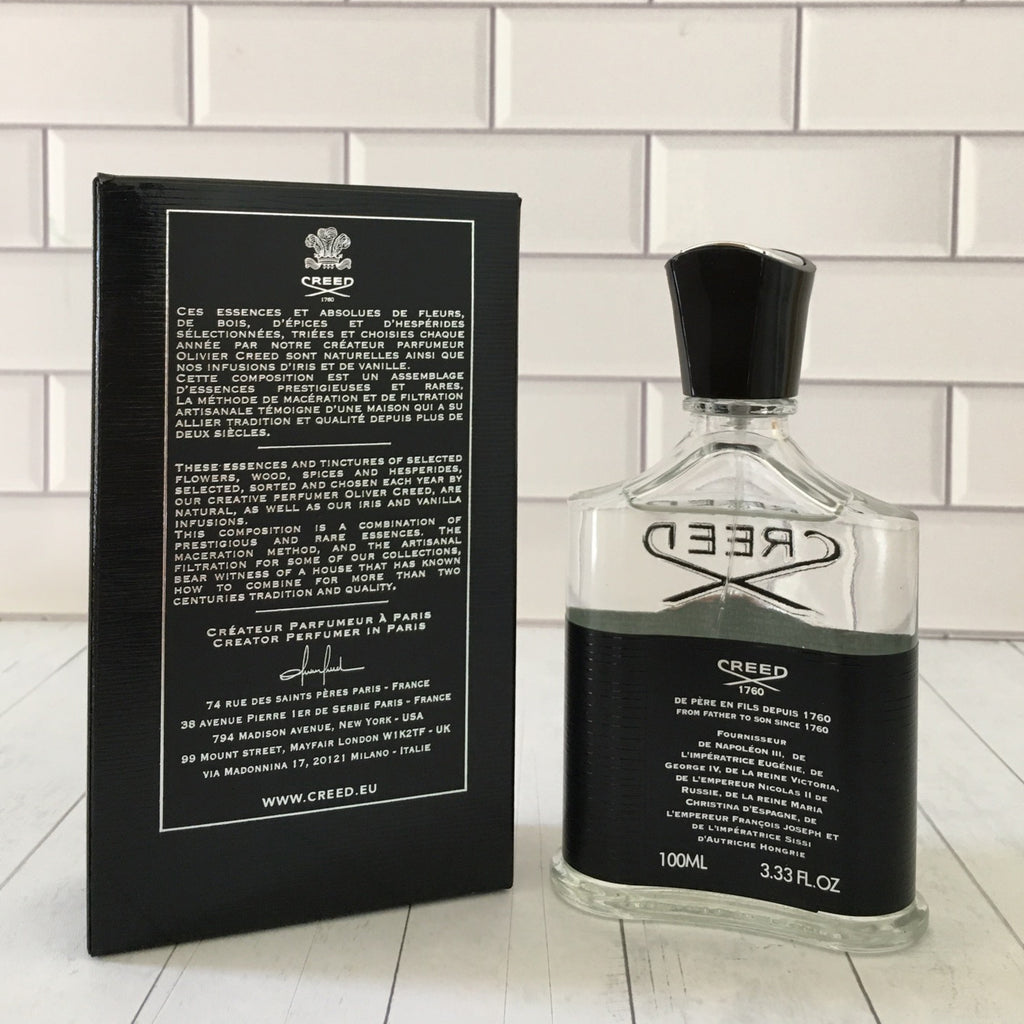 CREED
1760
CES ESSENCES ET ABSOLUES DE FLEURS,
DE BOIS, D'ÉPICES ET D'HESPÉRIDES
SÉLECTIONNÉES, TRIÉES ET CHOISIES CHAQUE
ANNÉE PAR NOTRE CRÉATEUR PARFUMEUR
OLIVIER CREED SONT NATURELLES AINSI QUE
NOS INFUSIONS D'IRIS ET DE VANILLE.
CETTE COMPOSITION EST UN ASSEMBLAGE
D'ESSENCES PRESTIGIEUSES ET RARES.
LA MÉTHODE DE MACÉRATION ET DE FILTRATION
ARTISANALE TÉMOIGNE D'UNE MAISON QUI A SU
ALLIER TRADITION ET QUALITÉ DEPUIS PLUS DE
DEUX SIÈCLES.
THESE ESSENCES AND TINCTURES OF SELECTED
FLOWERS, WOOD, SPICES AND HESPERIDES,
SELECTED, SORTED AND CHOSEN EACH YEAR BY
OUR CREATIVE PERFUMER OLIVER CREED, ARE
NATURAL, AS WELL AS OUR IRIS AND VANILLA
INFUSIONS.
THIS COMPOSITION IS A COMBINATION OF
PRESTIGIOUS AND RARE ESSENCES. THE
MACERATION METHOD, AND THE ARTISANAL
FILTRATION FOR SOME OF OUR COLLECTIONS,
BEAR WITNESS OF A HOUSE THAT HAS KNOWN
HOW TO COMBINE FOR MORE THAN TWO
CENTURIES TRADITION AND QUALITY.
CRÉATEUR PARFUMEUR À PARIS
CREATOR PERFUMER IN PARIS
74 RUE DES SAINTS PÈRES PARIS - FRANCE
38 AVENUE PIERRE 1ER DE SERBIE PARIS - FRANCE
794 MADISON AVENUE, NEW YORK - USA
99 MOUNT STREET, MAYFAIR LONDON W1K2TF - UK
VIA MADONNINA 17, 20121 MILANO - ITALIE
WWW.CREED.EU
CREED
CREED
1760
DE PÈRE EN FILS DEPUIS 1760
FROM FATHER TO SON SINCE 1760
FOURNISSEUR
DE NAPOLÉON III, DE
L'IMPÉRATRICE EUGÉNIE, DE
GEORGE IV, DE LA REINE VICTORIA,
DE L'EMPEREUR NICOLAS II DE
RUSSIE, DE LA REINE MARIA
CHRISTINA D'ESPAGNE, DE
L'EMPEREUR FRANÇOIS JOSEPH ET
DE L'IMPÉRATRICE SISSI
D'AUTRICHE HONGRIE
100ML 3.33 FL.OZ